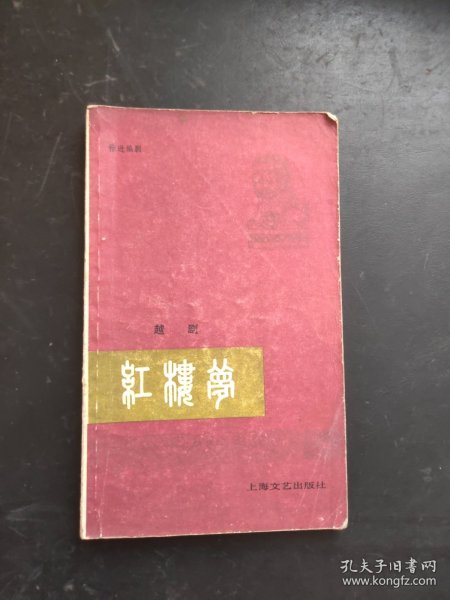 徐进编剧
越剧
紅樓夢
上海文艺出版社
孔夫子旧书网
www.kongfz.com